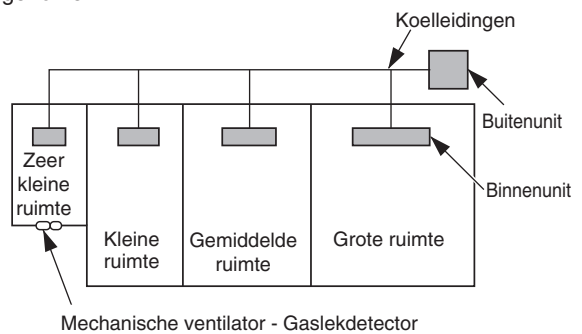 Koelleidingen
Buitenunit
Binnenunit
Zeer
kleine
ruimte
Kleine
ruimte
Gemiddelde
ruimte
Grote ruimte
Mechanische ventilator - Gaslekdetector